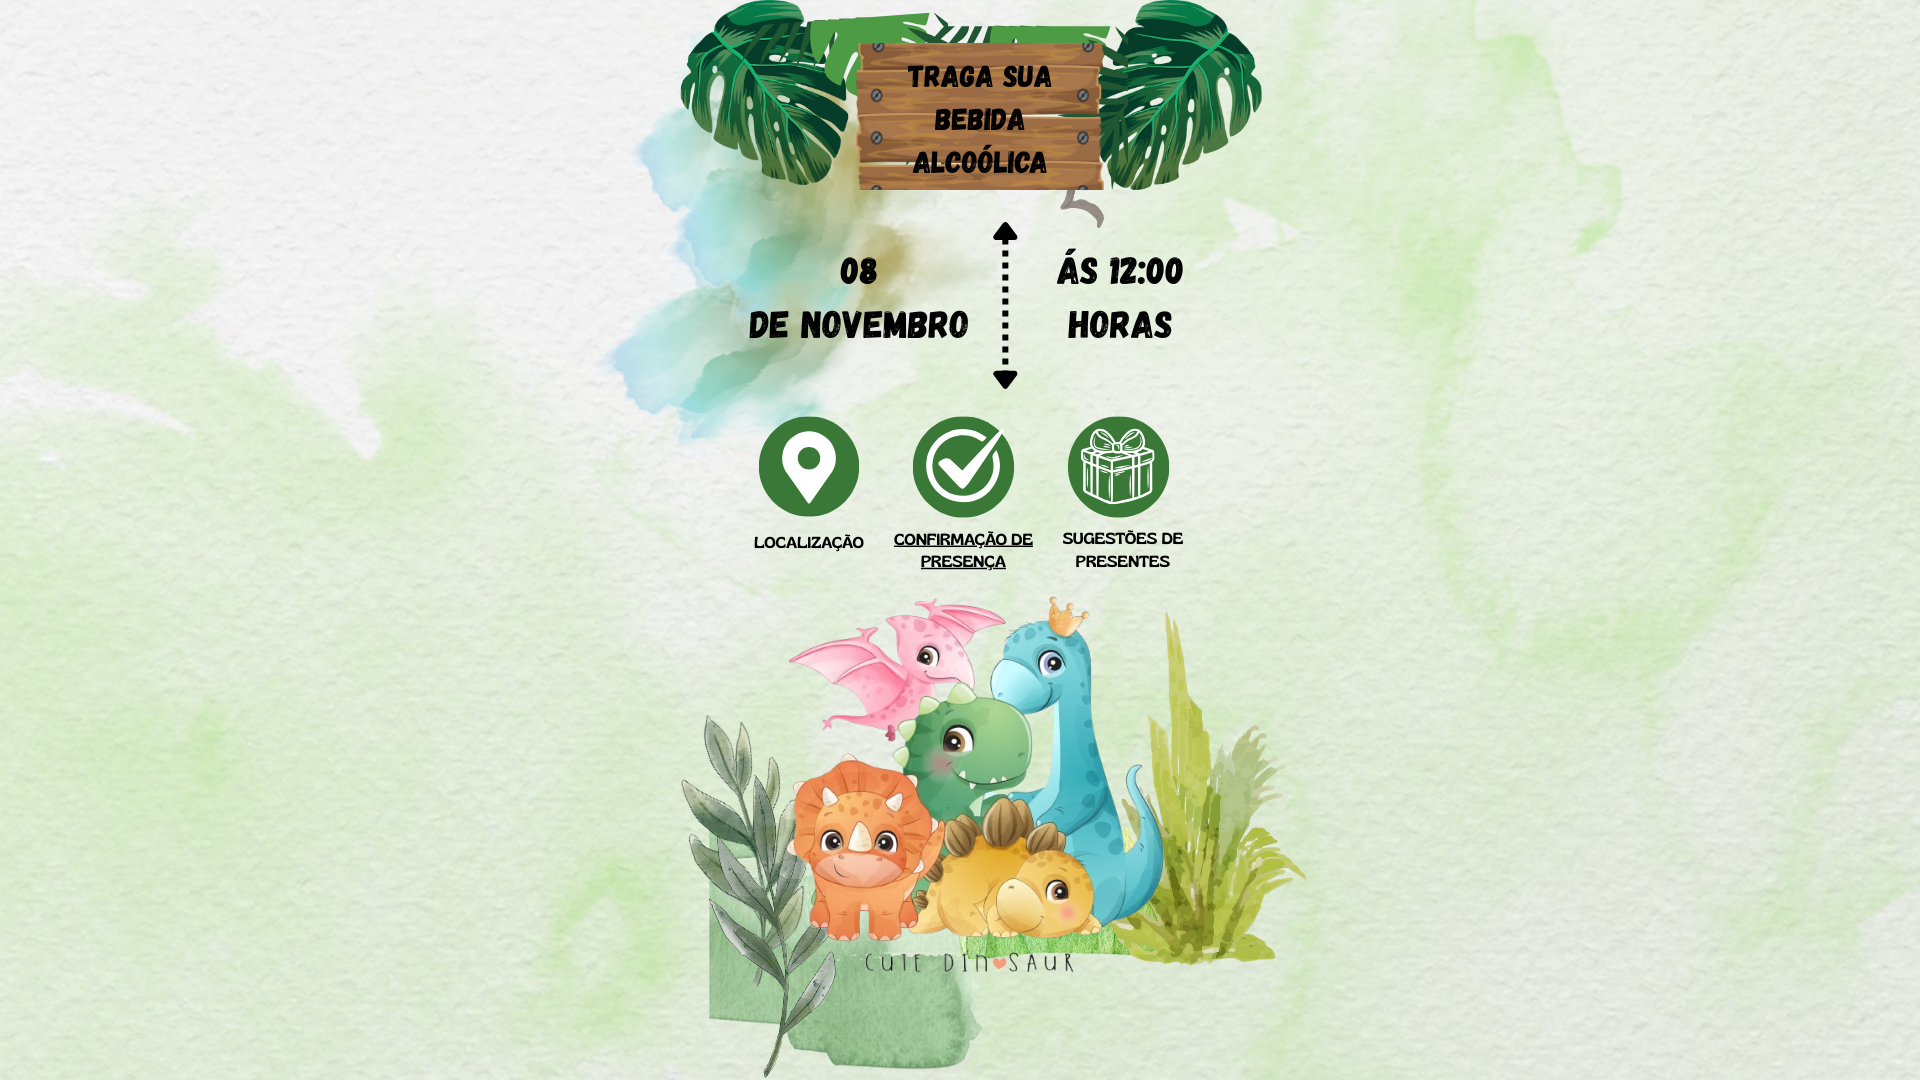 TRAGA SUA
BEBIDA
ALCOÓLICA
08
DE NOVEMBRO
ÁS 12:00
HORAS
LOCALIZAÇÃO
CONFIRMAÇÃO DE
PRESENÇA
SUGESTÕES DE
PRESENTES
CUTE DINOSAUR